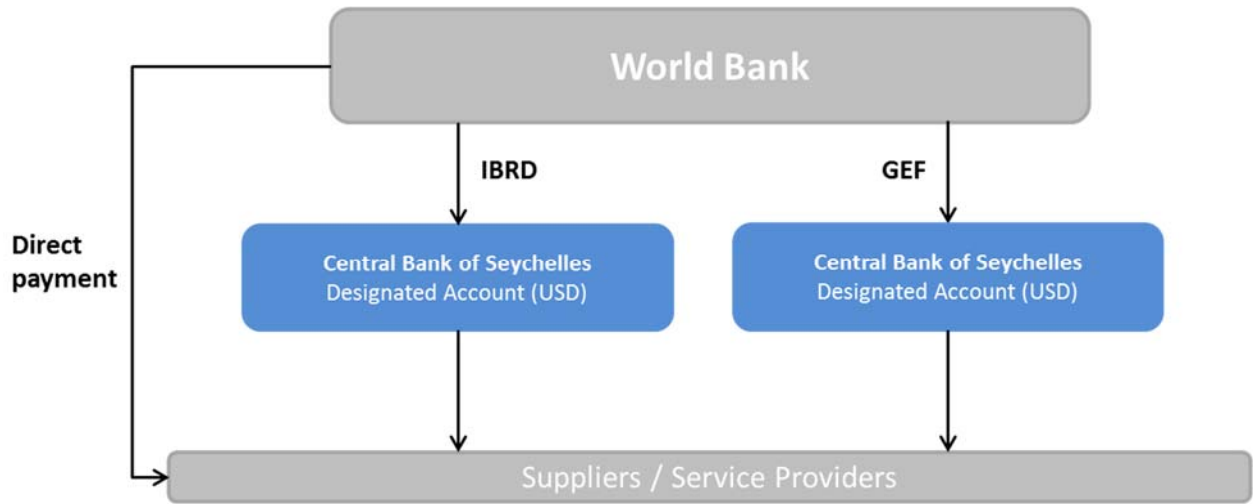 World Bank
IBRD
GEF
Direct
payment
Central Bank of Seychelles
Designated Account (USD)
Central Bank of Seychelles
Designated Account (USD)
Suppliers / Service Providers